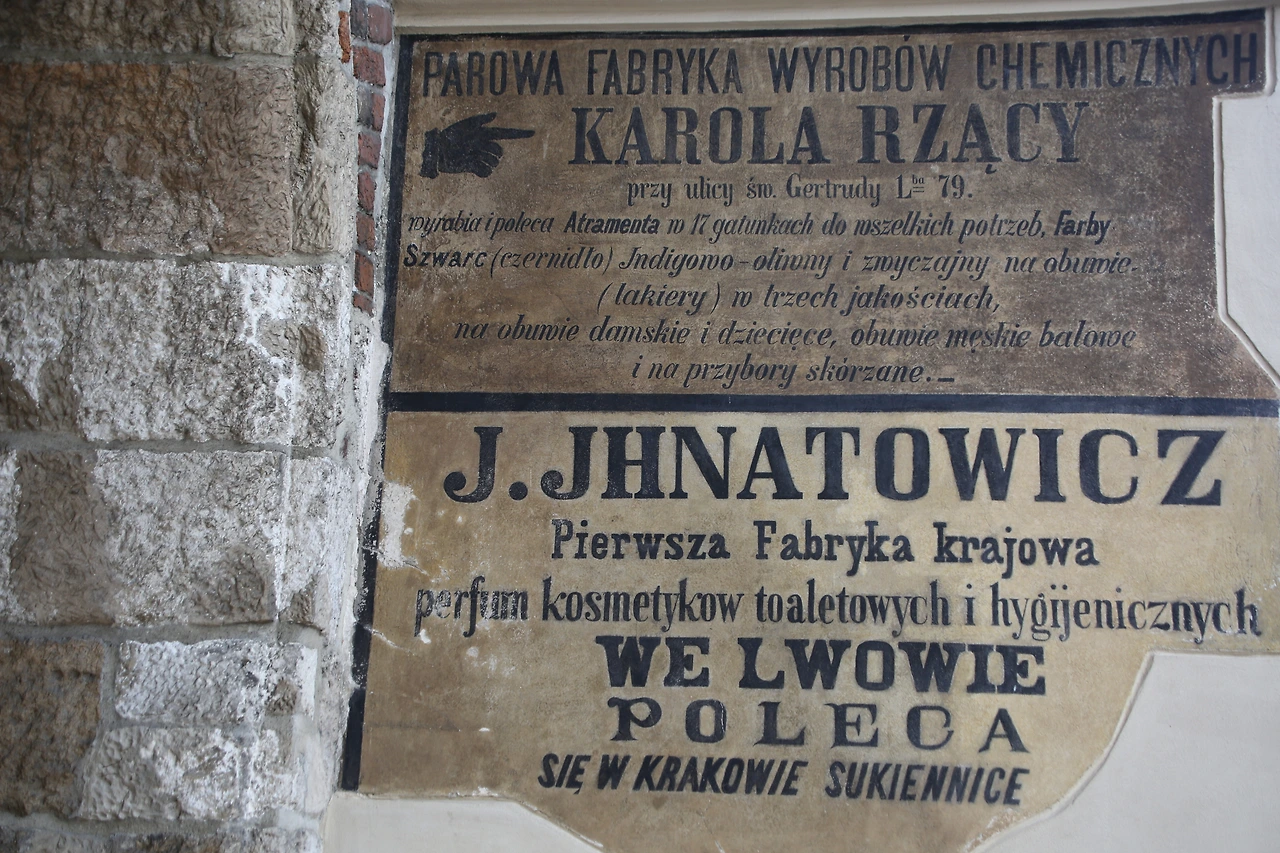 PAROWA FABRYKA WYROBÓW CHEMICZNYCH
KAROLA RZĄCY
przy ulicy św. Gertrudy Lba 79.
wyrabia i poleca Atramenta w 17 gatunkach do wszelkich potrzeb, Farby
Szwarc (czernidło) Indigowo-oliwny i zwyczajny na obuwie.
(lakiery) w trzech jakościach,
na obuwie damskie i dziecięce, obuwie męskie balowe
i na przybory skórzane.—
J. JHNATOWICZ
Pierwsza Fabryka krajowa
perfum kosmetykow toaletowych i hygijenicznych
WE LWOWIE
POLECA
SIĘ W KRAKOWIE SUKIENNICE